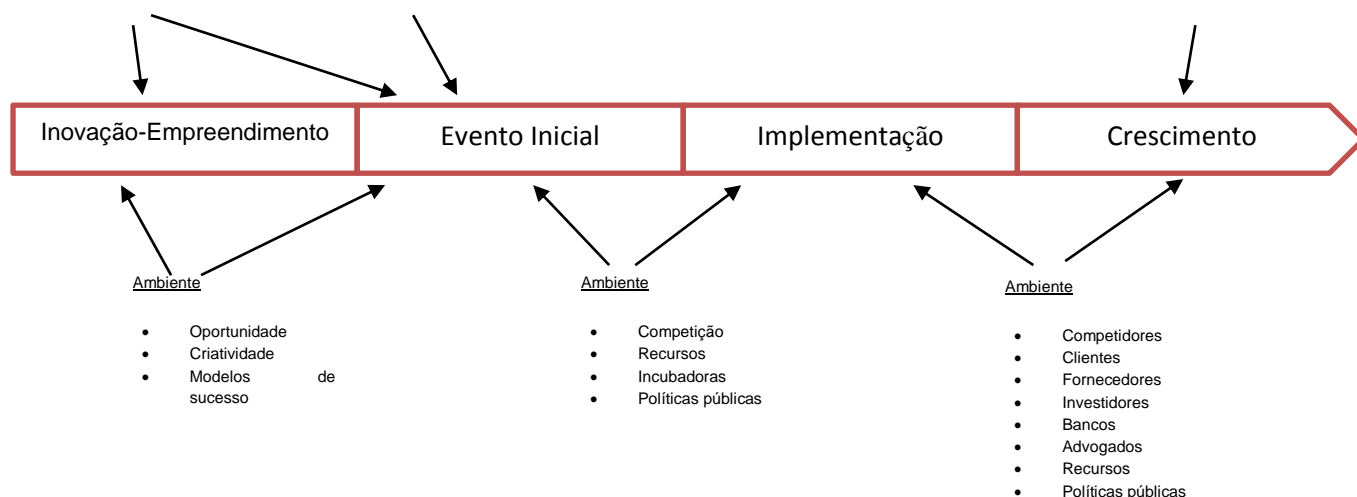 Inovação-Empreendimento
Evento Inicial
Implementação
Crescimento
Ambiente
• Oportunidade
• Criatividade
• Modelos de
sucesso
Ambiente
• Competição
• Recursos
• Incubadoras
• Políticas públicas
Ambiente
• Competidores
• Clientes
• Fornecedores
• Investidores
• Bancos
• Advogados
• Recursos
• Políticas públicas